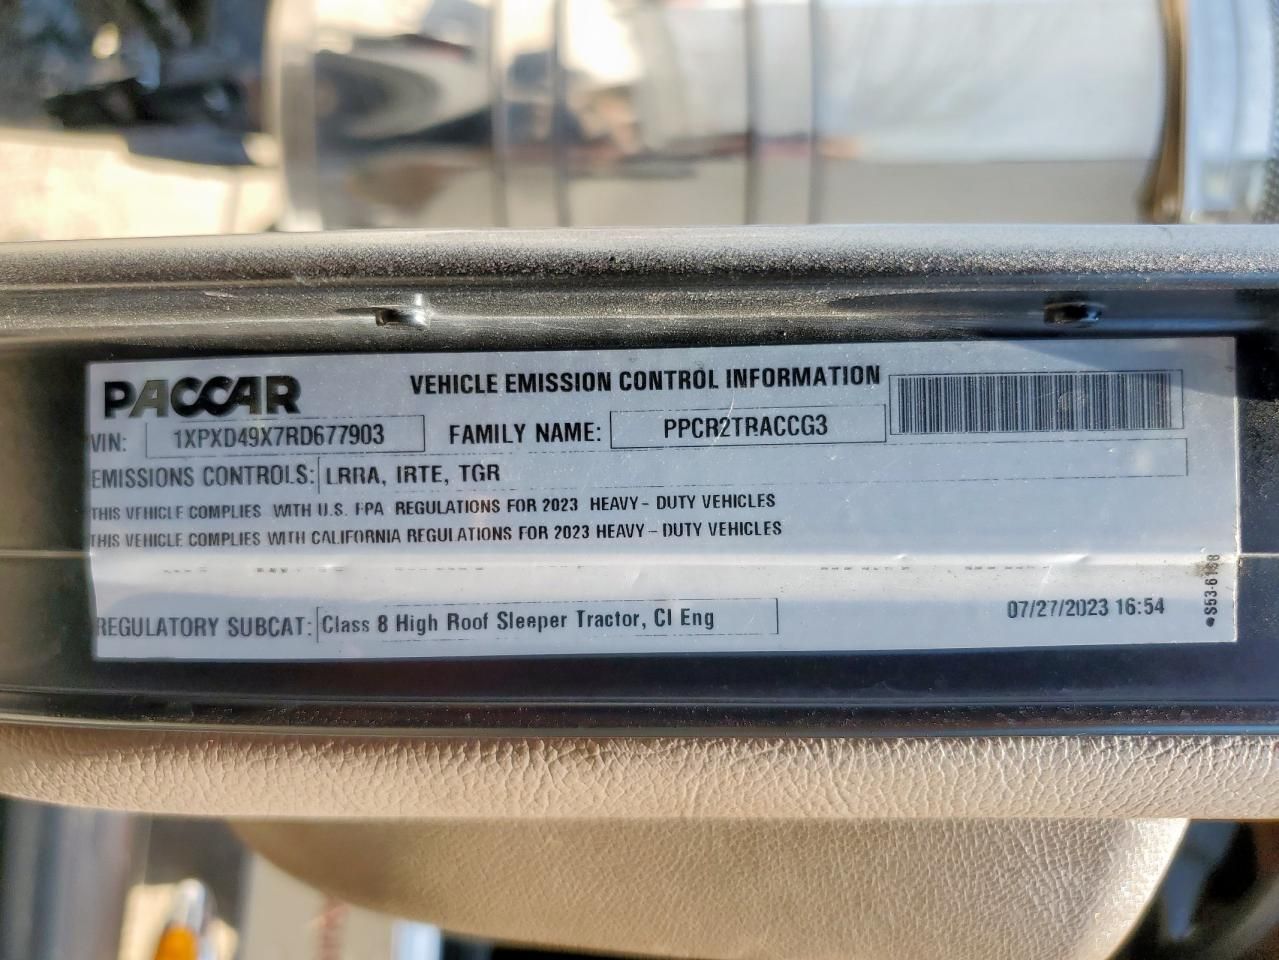 PACCAR VEHICLE EMISSION CONTROL INFORMATION
VIN: 1XPXD49X7RD677903 FAMILY NAME: PPCR2TRACCG3
EMISSIONS CONTROLS: LRRA, IRTE, TGR
THIS VEHICLE COMPLIES WITH U.S. EPA REGULATIONS FOR 2023 HEAVY-DUTY VEHICLES
THIS VEHICLE COMPLIES WITH CALIFORNIA REGULATIONS FOR 2023 HEAVY-DUTY VEHICLES
REGULATORY SUBCAT: Class 8 High Roof Sleeper Tractor, CI Eng
07/27/2023 16:54